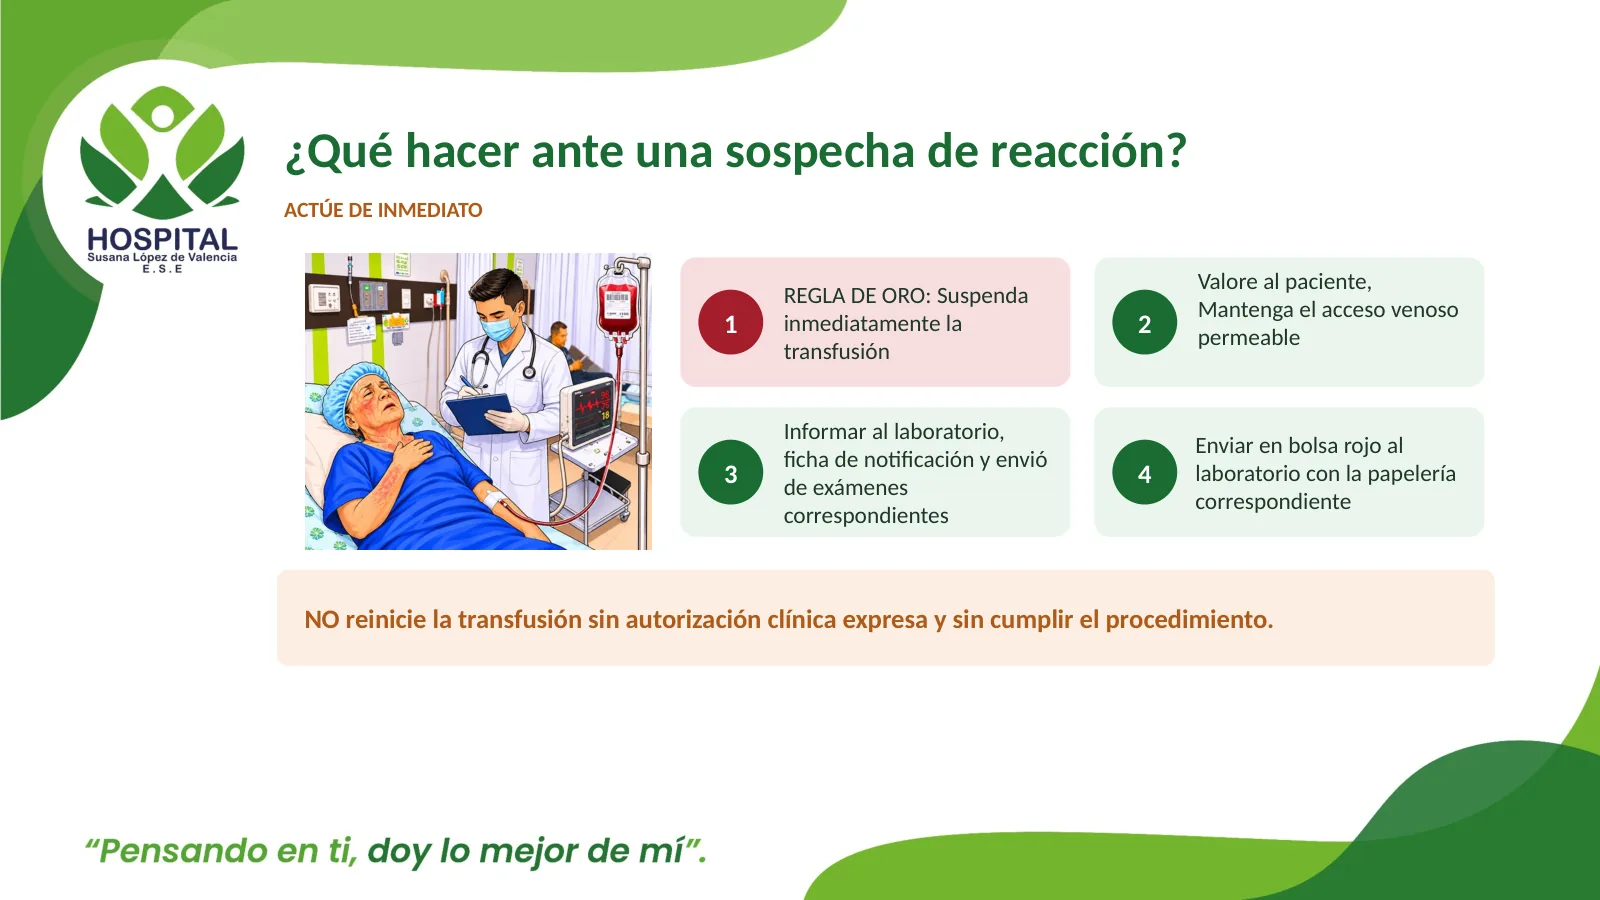 HOSPITAL
Susana López de Valencia
E.S.E
¿Qué hacer ante una sospecha de reacción?
ACTÚE DE INMEDIATO
1
REGLA DE ORO: Suspenda
inmediatamente la
transfusión
2
Valore al paciente,
Mantenga el acceso venoso
permeable
3
Informar al laboratorio,
ficha de notificación y envió
de exámenes
correspondientes
4
Enviar en bolsa rojo al
laboratorio con la papelería
correspondiente
NO reinicie la transfusión sin autorización clínica expresa y sin cumplir el procedimiento.
“Pensando en ti, doy lo mejor de mí”.